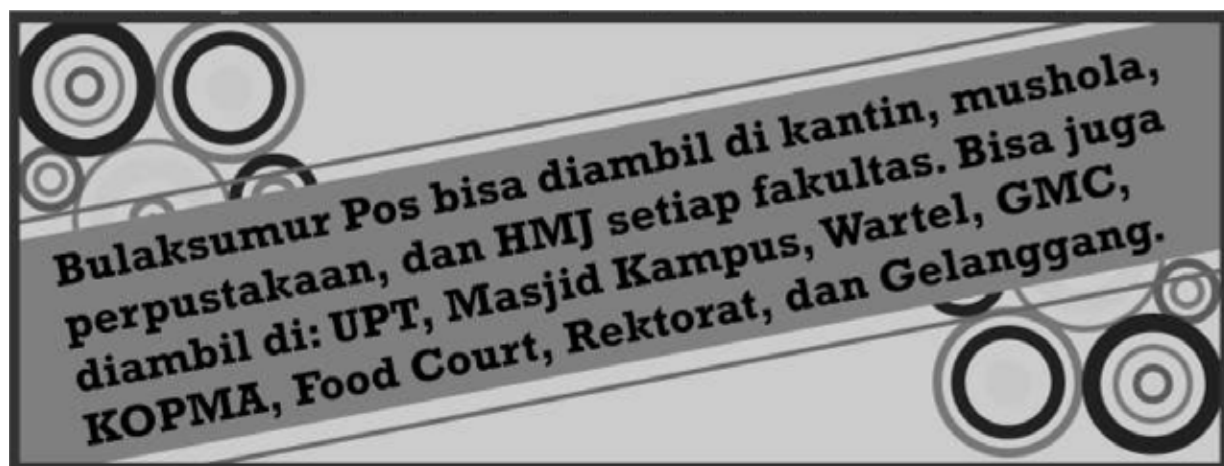 Bulaksumur Pos bisa diambil di kantin, mushola,
perpustakaan, dan HMJ setiap fakultas. Bisa juga
diambil di: UPT, Masjid Kampus, Wartel, GMC,
KOPMA, Food Court, Rektorat, dan Gelanggang.